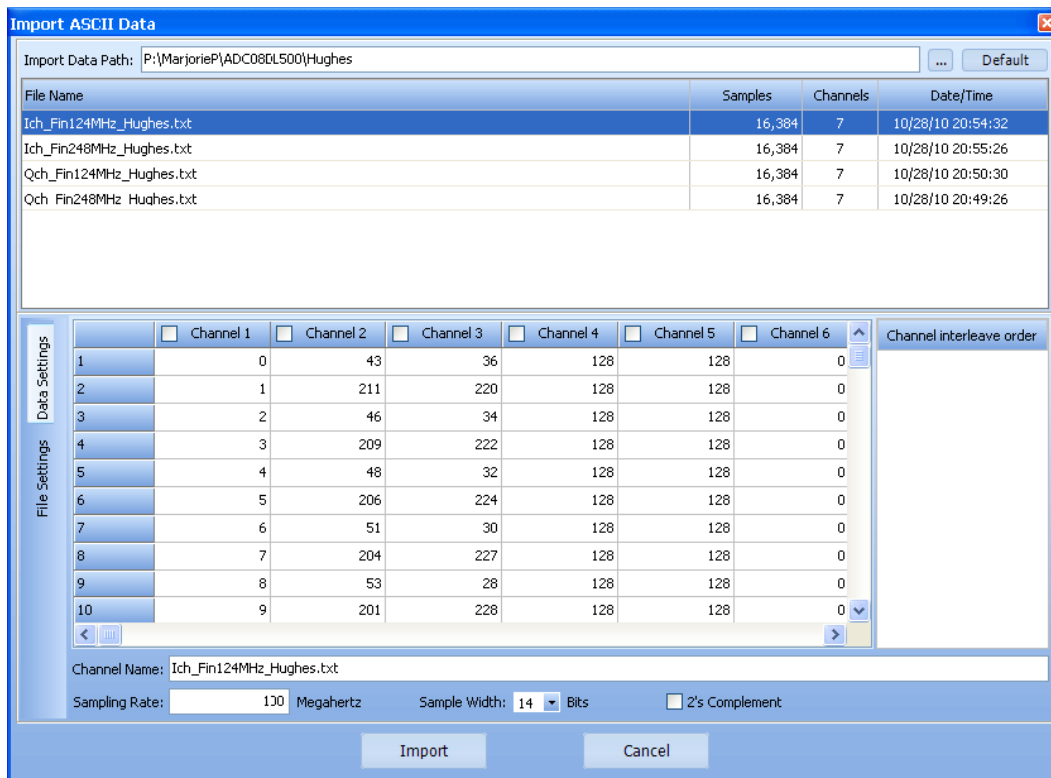 Import ASCII Data
Import Data Path: P:\MarjorieP\ADC08DL500\Hughes ... Default
File Name Samples Channels Date/Time
Ich_Fin124MHz_Hughes.txt 16,384 7 10/28/10 20:54:32
Ich_Fin248MHz_Hughes.txt 16,384 7 10/28/10 20:55:26
Qch_Fin124MHz_Hughes.txt 16,384 7 10/28/10 20:50:30
Qch_Fin248MHz_Hughes.txt 16,384 7 10/28/10 20:49:26
Data Settings
File Settings
Channel 1 Channel 2 Channel 3 Channel 4 Channel 5 Channel 6 Channel interleave order
1 0 43 36 128 128 0
2 1 211 220 128 128 0
3 2 46 34 128 128 0
4 3 209 222 128 128 0
5 4 48 32 128 128 0
6 5 206 224 128 128 0
7 6 51 30 128 128 0
8 7 204 227 128 128 0
9 8 53 28 128 128 0
10 9 201 228 128 128 0
Channel Name: Ich_Fin124MHz_Hughes.txt
Sampling Rate: 100 Megahertz Sample Width: 14 Bits 2's Complement
Import Cancel